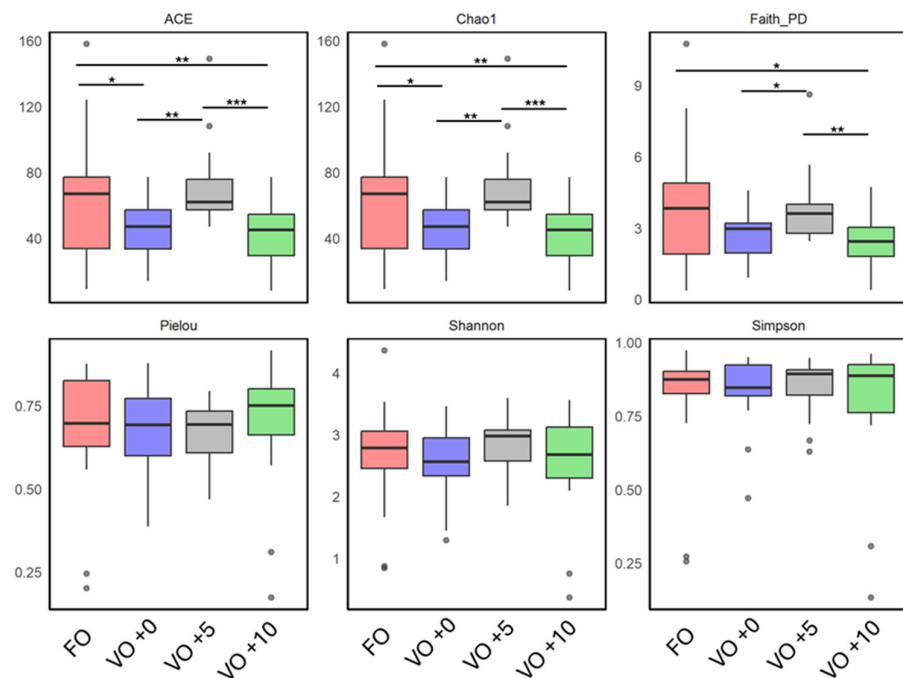 ACE
Chao1
Faith_PD
160
120
80
40
**
*
**
***
160
120
80
40
**
*
**
***
9
6
3
0
*
*
**
Pielou
Shannon
Simpson
0.75
0.50
0.25
4
3
2
1
1.00
0.75
0.50
0.25
FO
VO +0
VO +5
VO +10
FO
VO +0
VO +5
VO +10
FO
VO +0
VO +5
VO +10